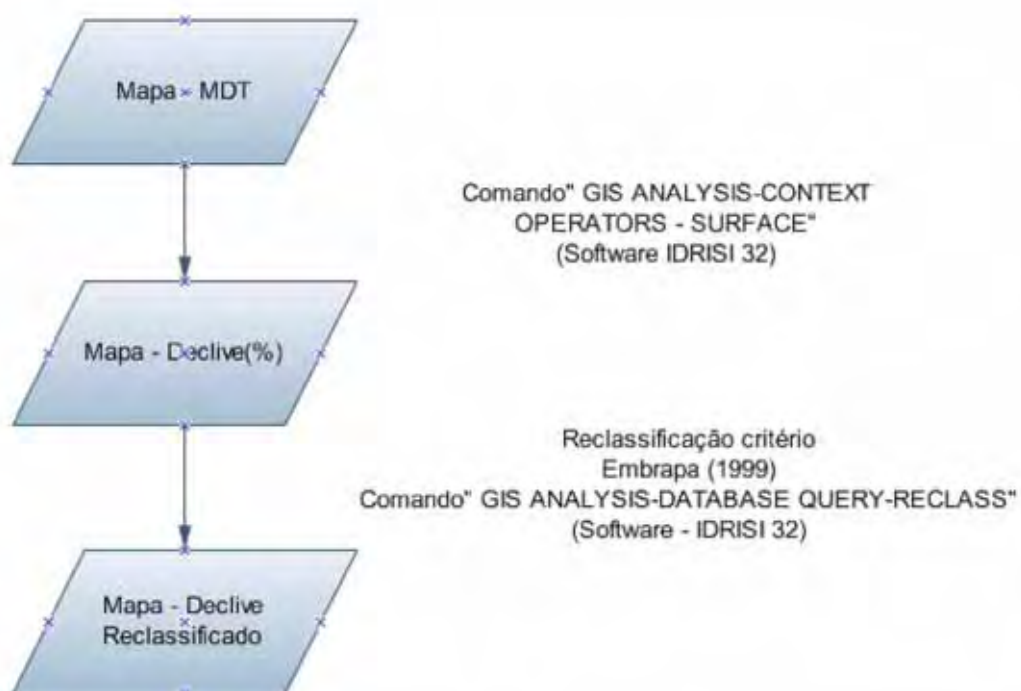 Mapa - MDT
Comando" GIS ANALYSIS-CONTEXT
OPERATORS - SURFACE"
(Software IDRISI 32)
Mapa - Declive(%)
Reclassificação critério
Embrapa (1999)
Comando" GIS ANALYSIS-DATABASE QUERY-RECLASS"
(Software - IDRISI 32)
Mapa - Declive
Reclassificado